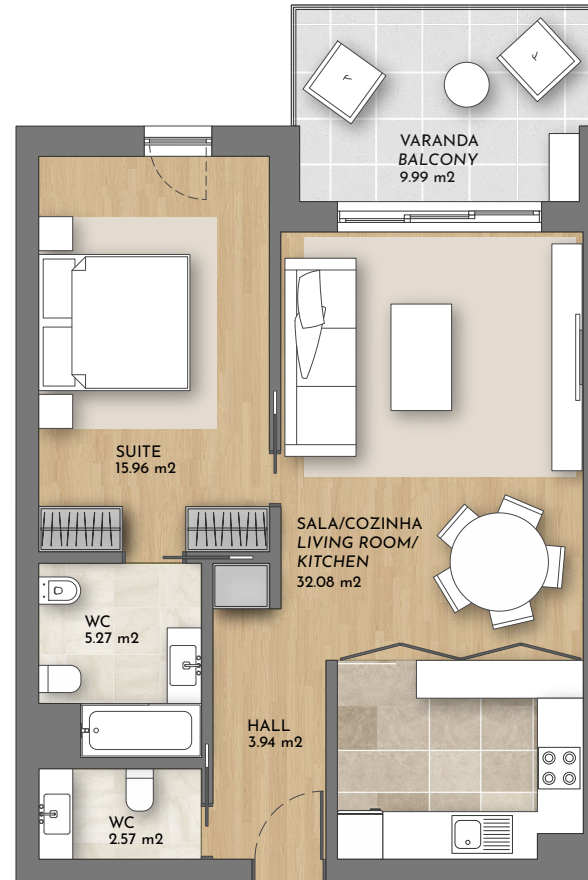 VARANDA
BALCONY
9.99 m2
SUITE
15.96 m2
SALA/COZINHA
LIVING ROOM/
KITCHEN
32.08 m2
WC
5.27 m2
HALL
3.94 m2
WC
2.57 m2